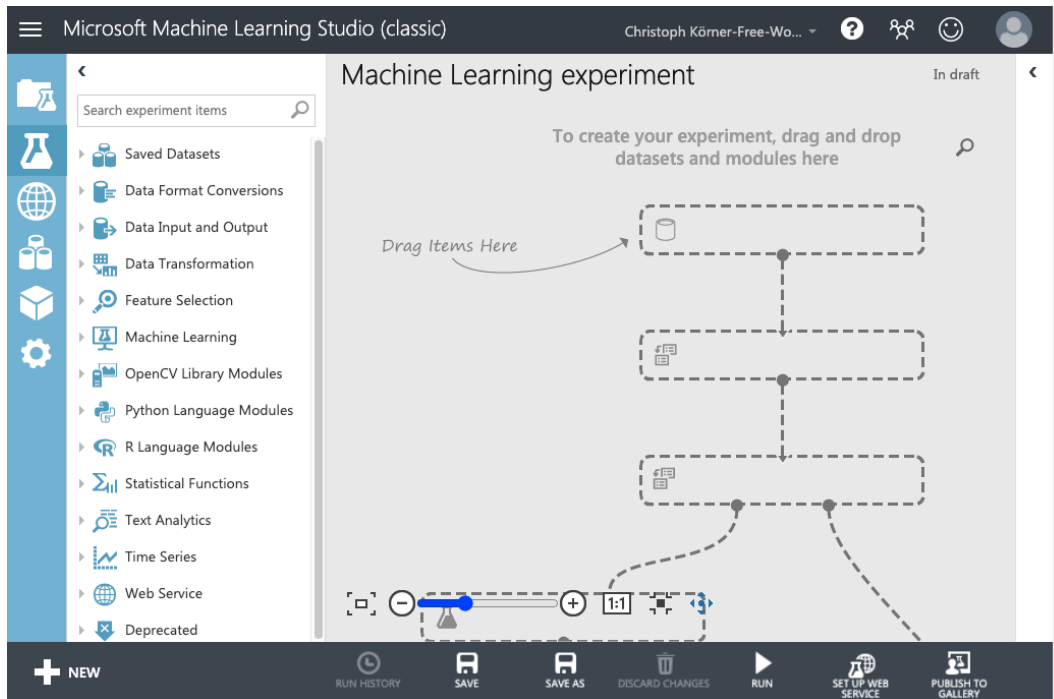 Microsoft Machine Learning Studio (classic)
Christoph Körner-Free-Wo...
?
Search experiment items
Saved Datasets
Data Format Conversions
Data Input and Output
Data Transformation
Feature Selection
Machine Learning
OpenCV Library Modules
Python Language Modules
R Language Modules
Statistical Functions
Text Analytics
Time Series
Web Service
Deprecated
Machine Learning experiment
In draft
To create your experiment, drag and drop
datasets and modules here
Drag Items Here
1:1
NEW
RUN HISTORY
SAVE
SAVE AS
DISCARD CHANGES
RUN
SET UP WEB
SERVICE
PUBLISH TO
GALLERY